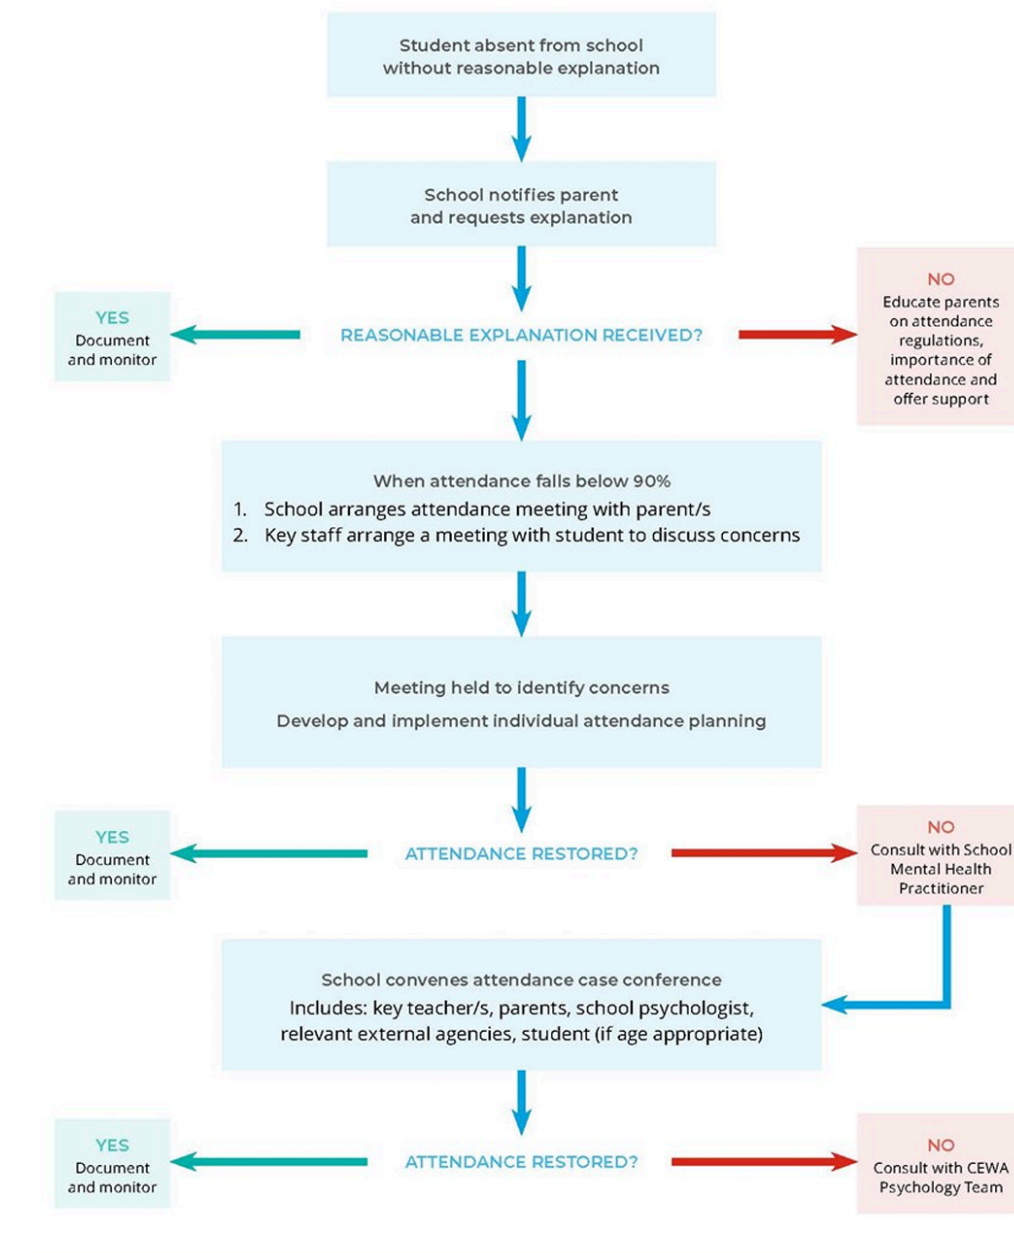 Student absent from school
without reasonable explanation
School notifies parent
and requests explanation
YES
Document
and monitor
REASONABLE EXPLANATION RECEIVED?
NO
Educate parents
on attendance
regulations,
importance of
attendance and
offer support
When attendance falls below 90%
1. School arranges attendance meeting with parent/s
2. Key staff arrange a meeting with student to discuss concerns
Meeting held to identify concerns
Develop and implement individual attendance planning
YES
Document
and monitor
ATTENDANCE RESTORED?
NO
Consult with School
Mental Health
Practitioner
School convenes attendance case conference
Includes: key teacher/s, parents, school psychologist,
relevant external agencies, student (if age appropriate)
YES
Document
and monitor
ATTENDANCE RESTORED?
NO
Consult with CEWA
Psychology Team